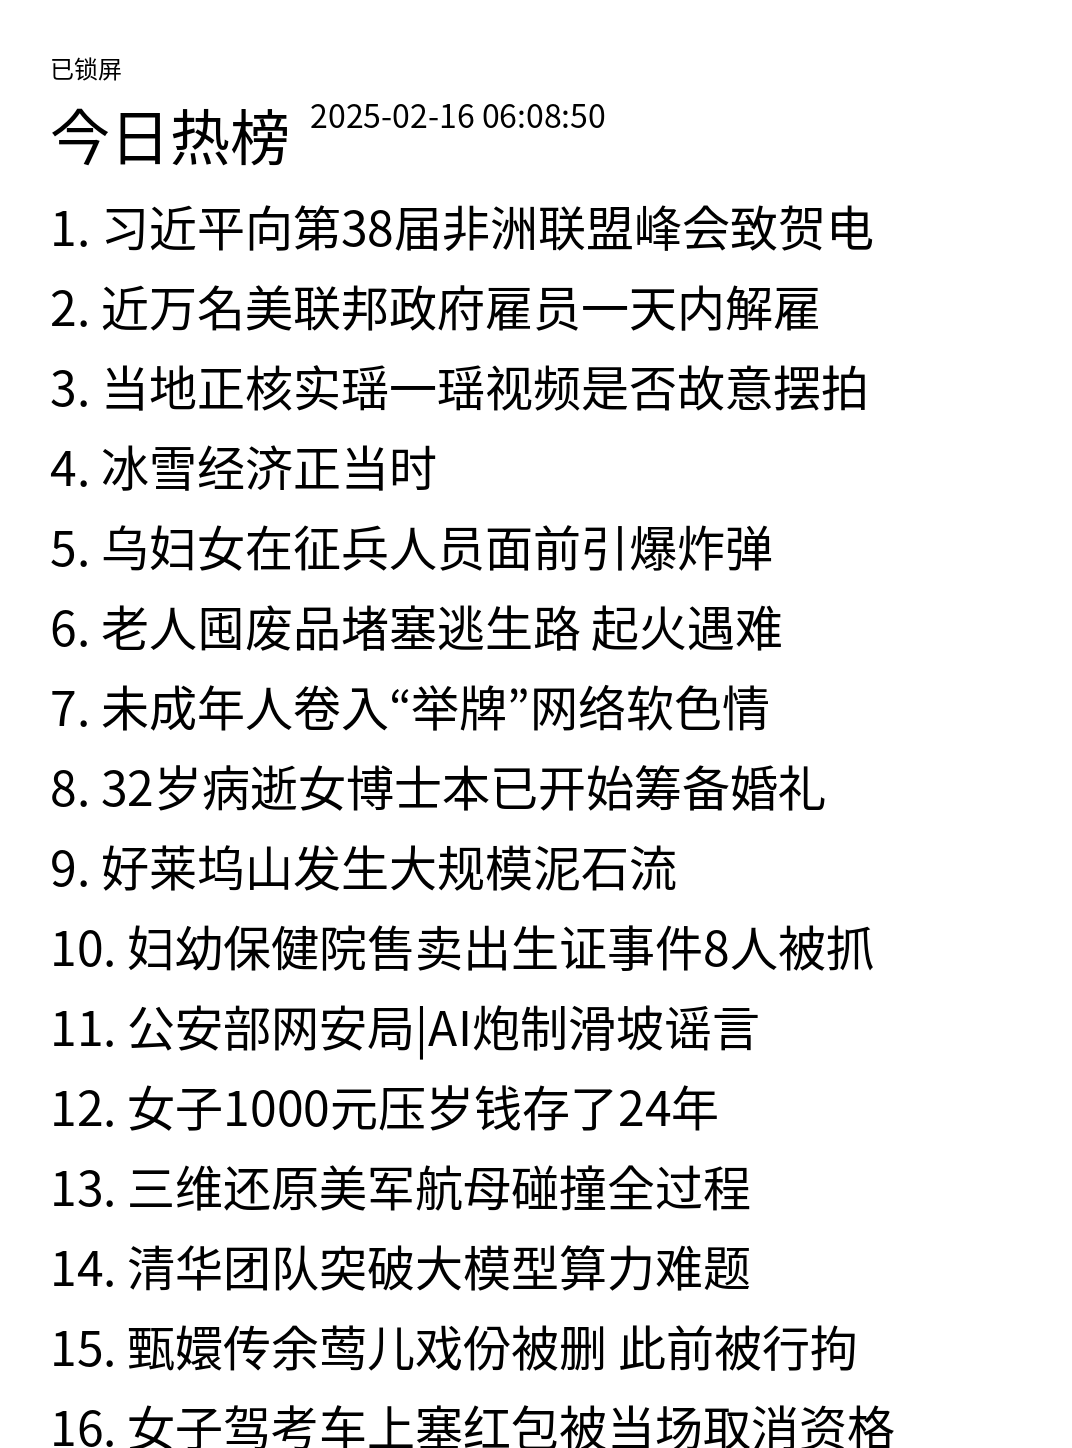 已锁屏
今日热榜 2025-02-16 06:08:50
1. 习近平向第38届非洲联盟峰会致贺电
2. 近万名美联邦政府雇员一天内解雇
3. 当地正核实瑶一瑶视频是否故意摆拍
4. 冰雪经济正当时
5. 乌妇女在征兵人员面前引爆炸弹
6. 老人囤废品堵塞逃生路 起火遇难
7. 未成年人卷入“举牌”网络软色情
8. 32岁病逝女博士本已开始筹备婚礼
9. 好莱坞山发生大规模泥石流
10. 妇幼保健院售卖出生证事件8人被抓
11. 公安部网安局|AI炮制滑坡谣言
12. 女子1000元压岁钱存了24年
13. 三维还原美军航母碰撞全过程
14. 清华团队突破大模型算力难题
15. 甄嬛传余莺儿戏份被删 此前被行拘
16. 女子驾考车上塞红包被当场取消资格